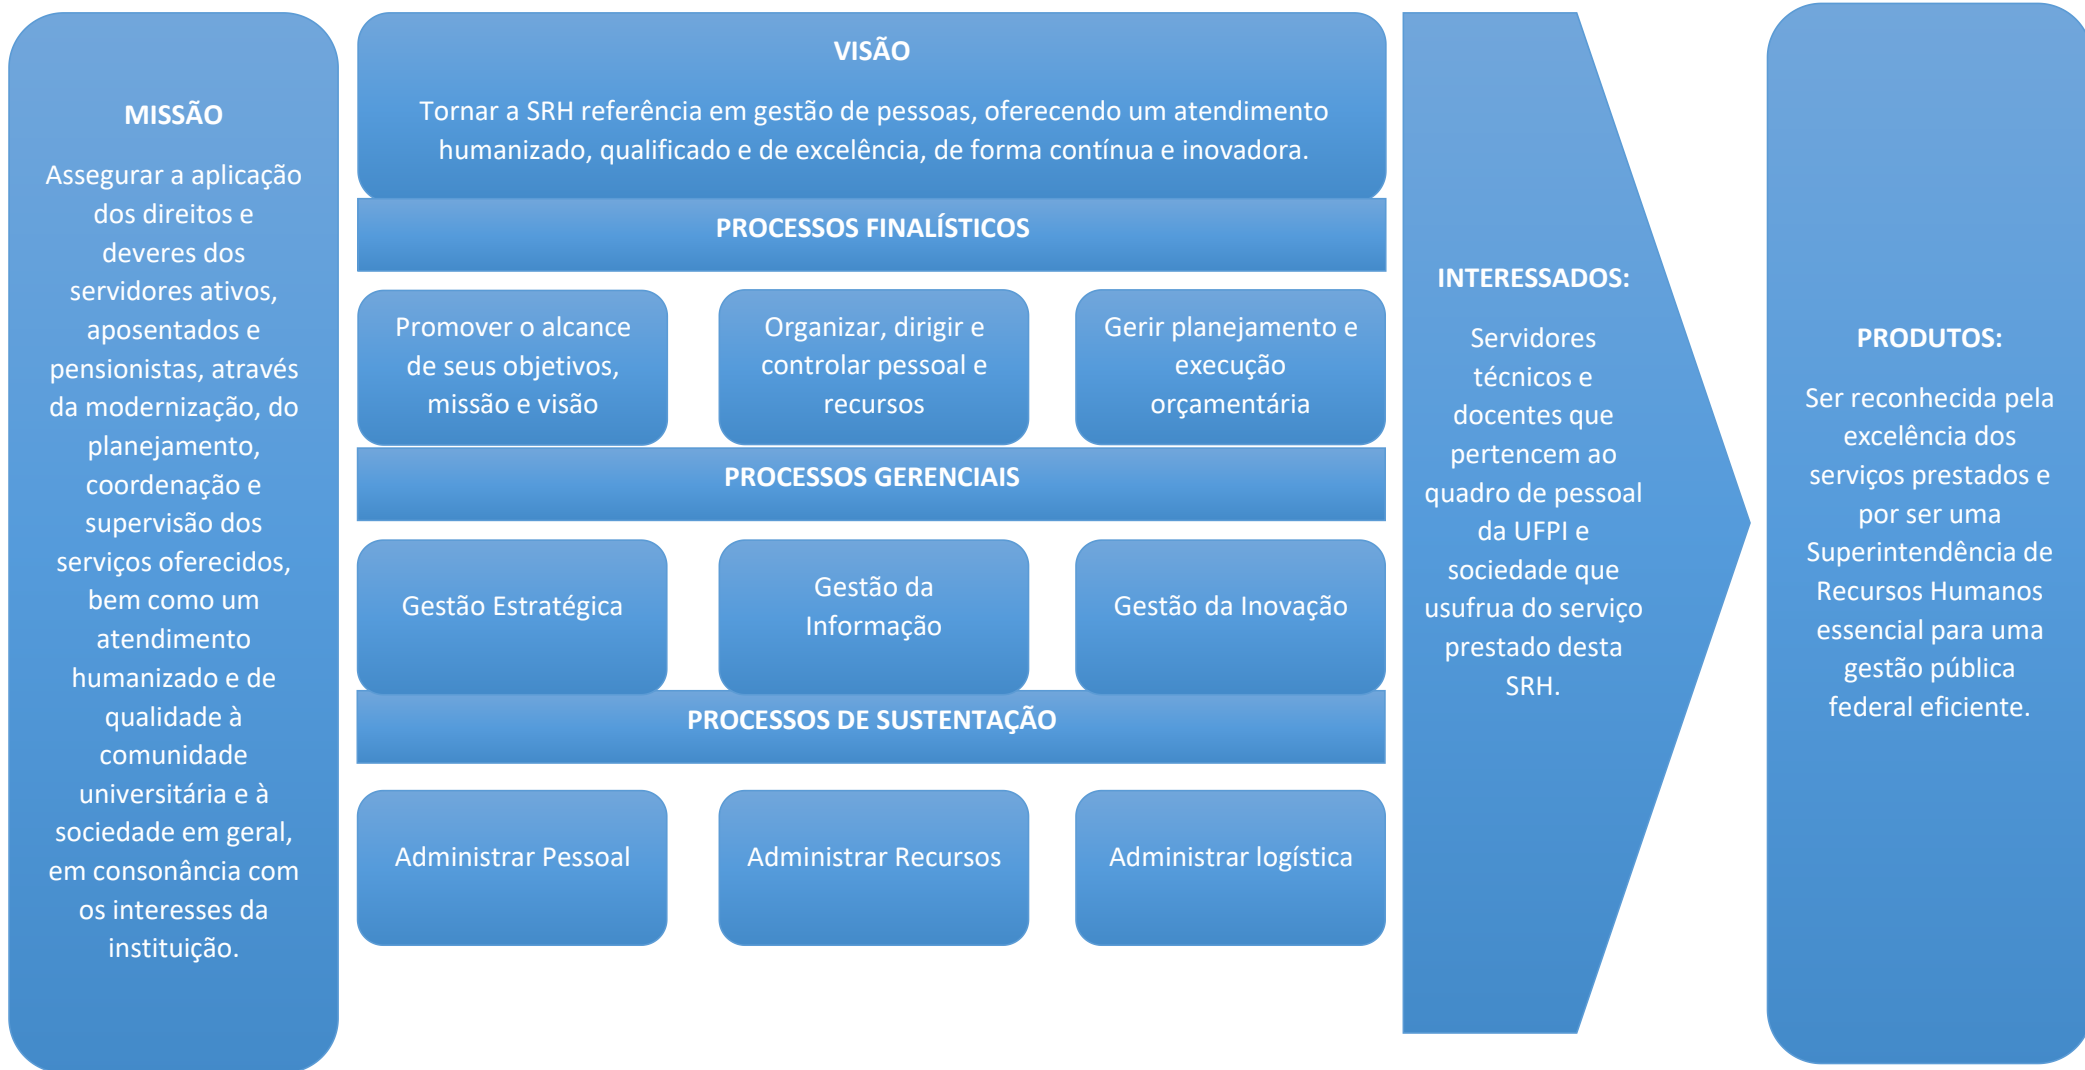 MISSÃO
Assegurar a aplicação
dos direitos e
deveres dos
servidores ativos,
aposentados e
pensionistas, através
da modernização, do
planejamento,
coordenação e
supervisão dos
serviços oferecidos,
bem como um
atendimento
humanizado e de
qualidade à
comunidade
universitária e à
sociedade em geral,
em consonância com
os interesses da
instituição.
VISÃO
Tornar a SRH referência em gestão de pessoas, oferecendo um atendimento
humanizado, qualificado e de excelência, de forma contínua e inovadora.
PROCESSOS FINALÍSTICOS
Promover o alcance
de seus objetivos,
missão e visão
Organizar, dirigir e
controlar pessoal e
recursos
Gerir planejamento e
execução
orçamentária
PROCESSOS GERENCIAIS
Gestão Estratégica
Gestão da
Informação
Gestão da Inovação
PROCESSOS DE SUSTENTAÇÃO
Administrar Pessoal
Administrar Recursos
Administrar logística
INTERESSADOS:
Servidores
técnicos e
docentes que
pertencem ao
quadro de pessoal
da UFPI e
sociedade que
usufrua do serviço
prestado desta
SRH.
PRODUTOS:
Ser reconhecida pela
excelência dos
serviços prestados e
por ser uma
Superintendência de
Recursos Humanos
essencial para uma
gestão pública
federal eficiente.